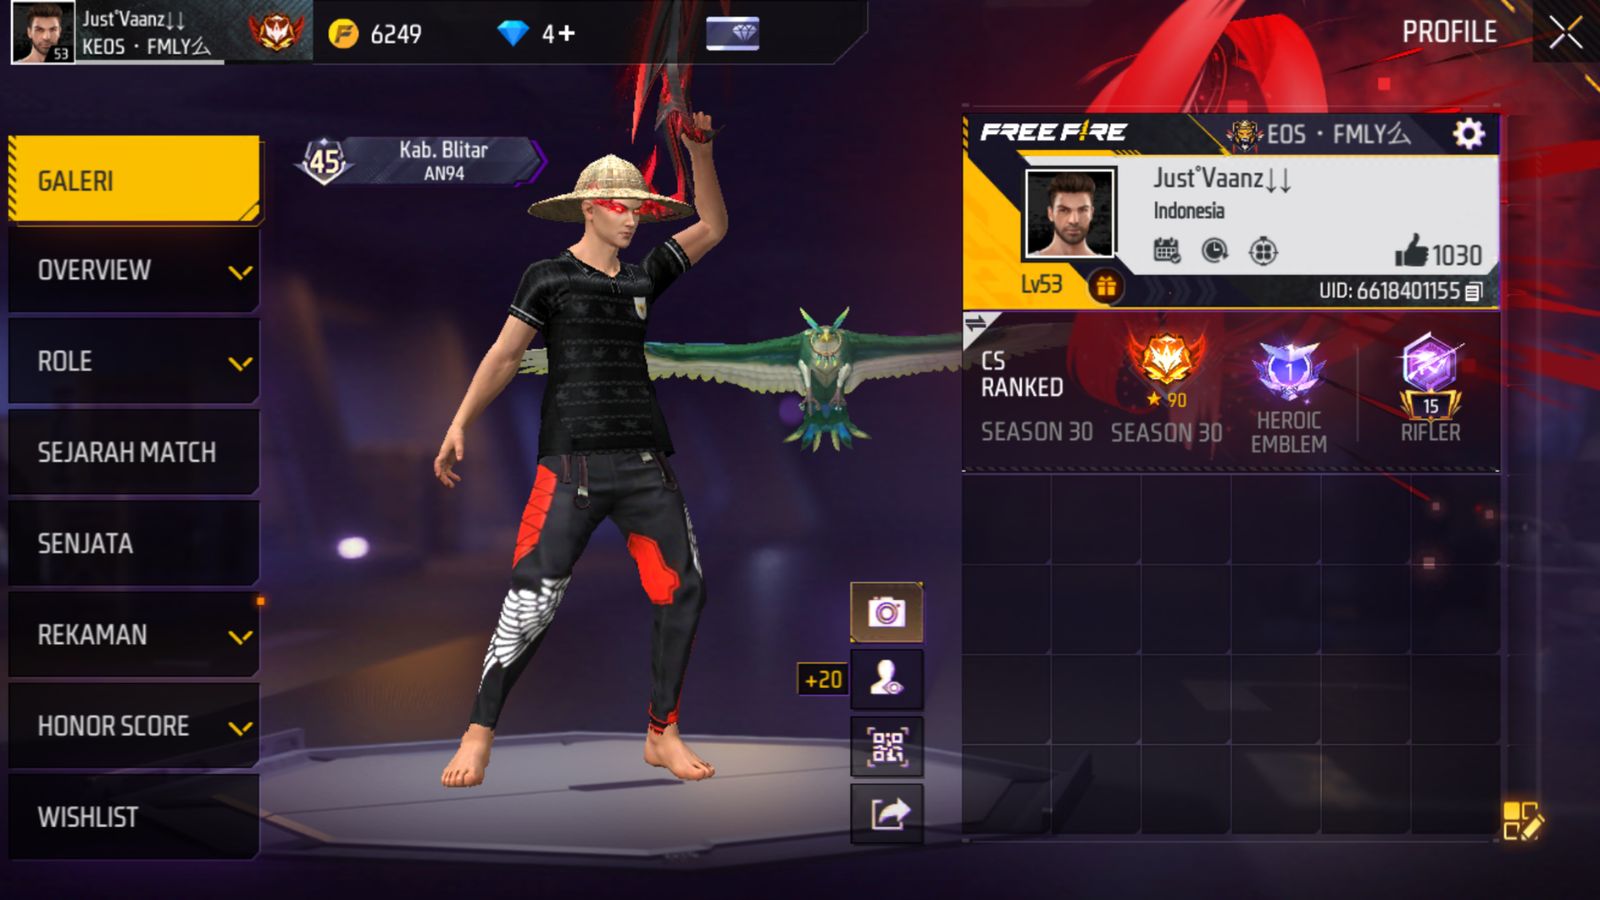 Just°Vaanz↓↓
KEOS · FMLY么
53
6249
4+
PROFILE
GALERI
OVERVIEW
ROLE
SEJARAH MATCH
SENJATA
REKAMAN
HONOR SCORE
WISHLIST
45
Kab. Blitar
AN94
+20
FREE FIRE
EOS · FMLY么
Just°Vaanz↓↓
Indonesia
1030
Lv53
UID: 6618401155
CS
RANKED
SEASON 30
90
SEASON 30
1
HEROIC
EMBLEM
15
RIFLER